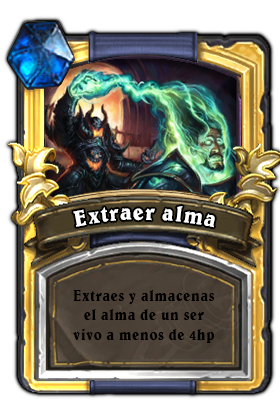 Extraer alma
Extraes y almacenas
el alma de un ser
vivo a menos de 4hp